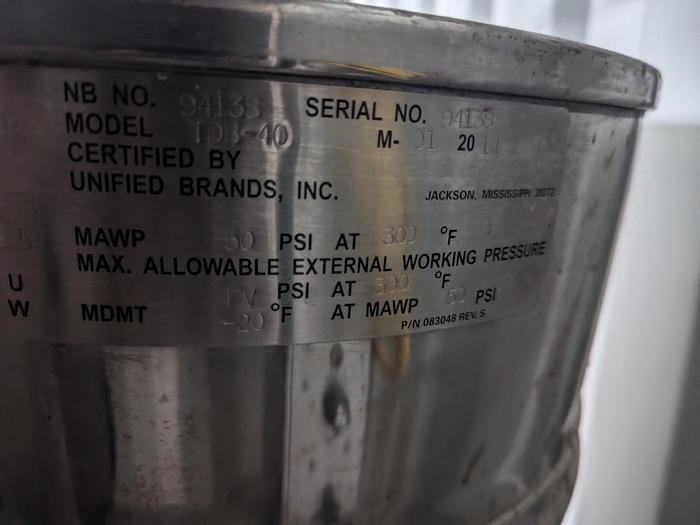 NB NO. 94133 SERIAL NO. 94133
MODEL TDB-40 M- 01 20 14
CERTIFIED BY
UNIFIED BRANDS, INC. JACKSON, MISSISSIPPI 39272
MAWP 50 PSI AT 300 °F
MAX. ALLOWABLE EXTERNAL WORKING PRESSURE
U FV PSI AT 300 °F
W MDMT -20 °F AT MAWP 50 PSI
P/N 083048 REV. S